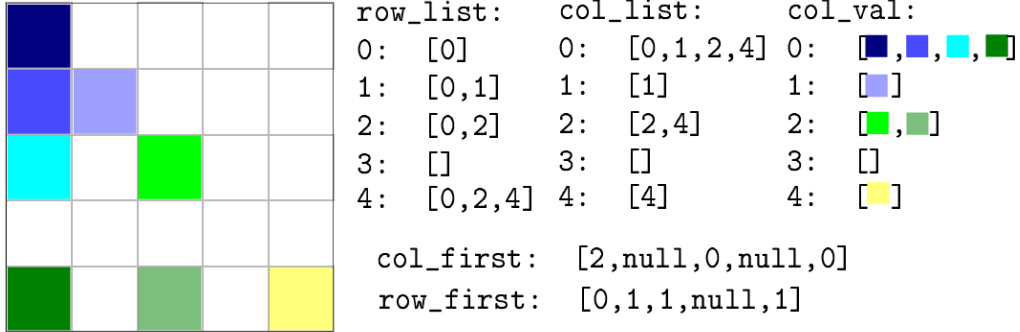 row_list: col_list: col_val:
0: [0] 0: [0,1,2,4] 0: [ , , , ]
1: [0,1] 1: [1] 1: [ ]
2: [0,2] 2: [2,4] 2: [ , ]
3: [] 3: [] 3: []
4: [0,2,4] 4: [4] 4: [ ]
col_first: [2,null,0,null,0]
row_first: [0,1,1,null,1]